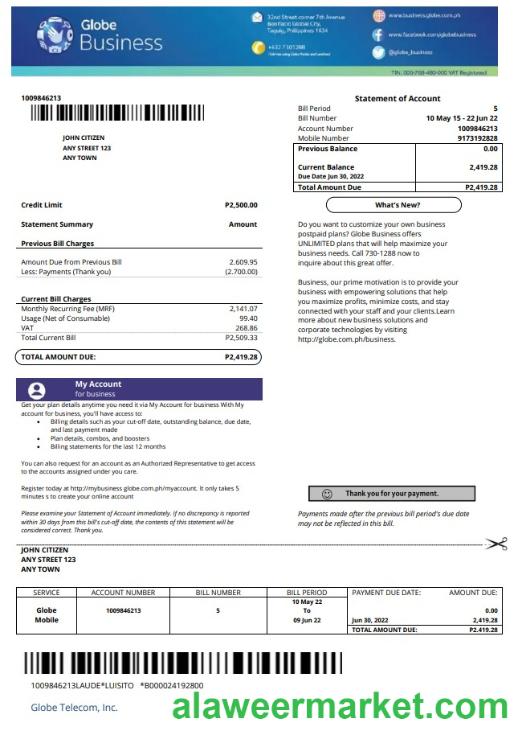 Globe
Business
32nd Street corner 7th Avenue
Bonifacio Global City,
Taguig, Philippines 1634
+632 7301288
www.business.globe.com.ph
www.facebook.com/globebusiness
@globe_business
VAT Registered
1009846213
JOHN CITIZEN
ANY STREET 123
ANY TOWN
Statement of Account
Bill Period 5
Bill Number 10 May 15 - 22 Jun 22
Account Number 1009846213
Mobile Number 9173192828
Previous Balance 0.00
Current Balance 2,419.28
Due Date Jun 30, 2022
Total Amount Due P2,419.28
Credit Limit P2,500.00
Statement Summary Amount
Previous Bill Charges
Amount Due from Previous Bill 2.609.95
Less: Payments (Thank you) (2,700.00)
Current Bill Charges
Monthly Recurring Fee (MRF) 2,141,07
Usage (Net of Consumable) 99.40
VAT 268.86
Total Current Bill P2,509.33
TOTAL AMOUNT DUE: P2,419.28
What's New?
Do you want to customize your own business
postpaid plans? Globe Business offers
UNLIMITED plans that will help maximize your
business needs. Call 730-1288 now to
inquire about this great offer.
Business, our prime motivation is to provide your
business with empowering solutions that help
you maximize profits, minimize costs, and stay
connected with your staff and your clients.Learn
more about new business solutions and
corporate technologies by visiting
http://globe.com.ph/business.
My Account
for business
Get your plan details anytime you need it via My Account for business With My
account for business, you'll have access to:
• Billing details such as your cut-off date, outstanding balance, due date,
and last payment made
• Plan details, combos, and boosters
• Billing statements for the last 12 months
You can also request for an account as an Authorized Representative to get access
to the accounts assigned under you care.
Register today at http://mybusiness globe.com.ph/myaccount. It only takes 5
minutes s to create your online account
Please examine your Statement of Account immediately. if no discrepancy is reported
within 30 days from this bill's cut-off date, the contents of this statement will be
considered correct. Thank you.
Thank you for your payment.
Payments made after the previous bill period's due date
may not be reflected in this bill.
JOHN CITIZEN
ANY STREET 123
ANY TOWN
SERVICE ACCOUNT NUMBER BILL NUMBER BILL PERIOD PAYMENT DUE DATE: AMOUNT DUE:
Globe Mobile 1009846213 5 10 May 22 To 09 Jun 22 0.00
Jun 30, 2022 2,419.28
TOTAL AMOUNT DUE: P2,419.28
1009846213LAUDE*LUISITO *B000024192800
Globe Telecom, Inc.
alaweermarket.com